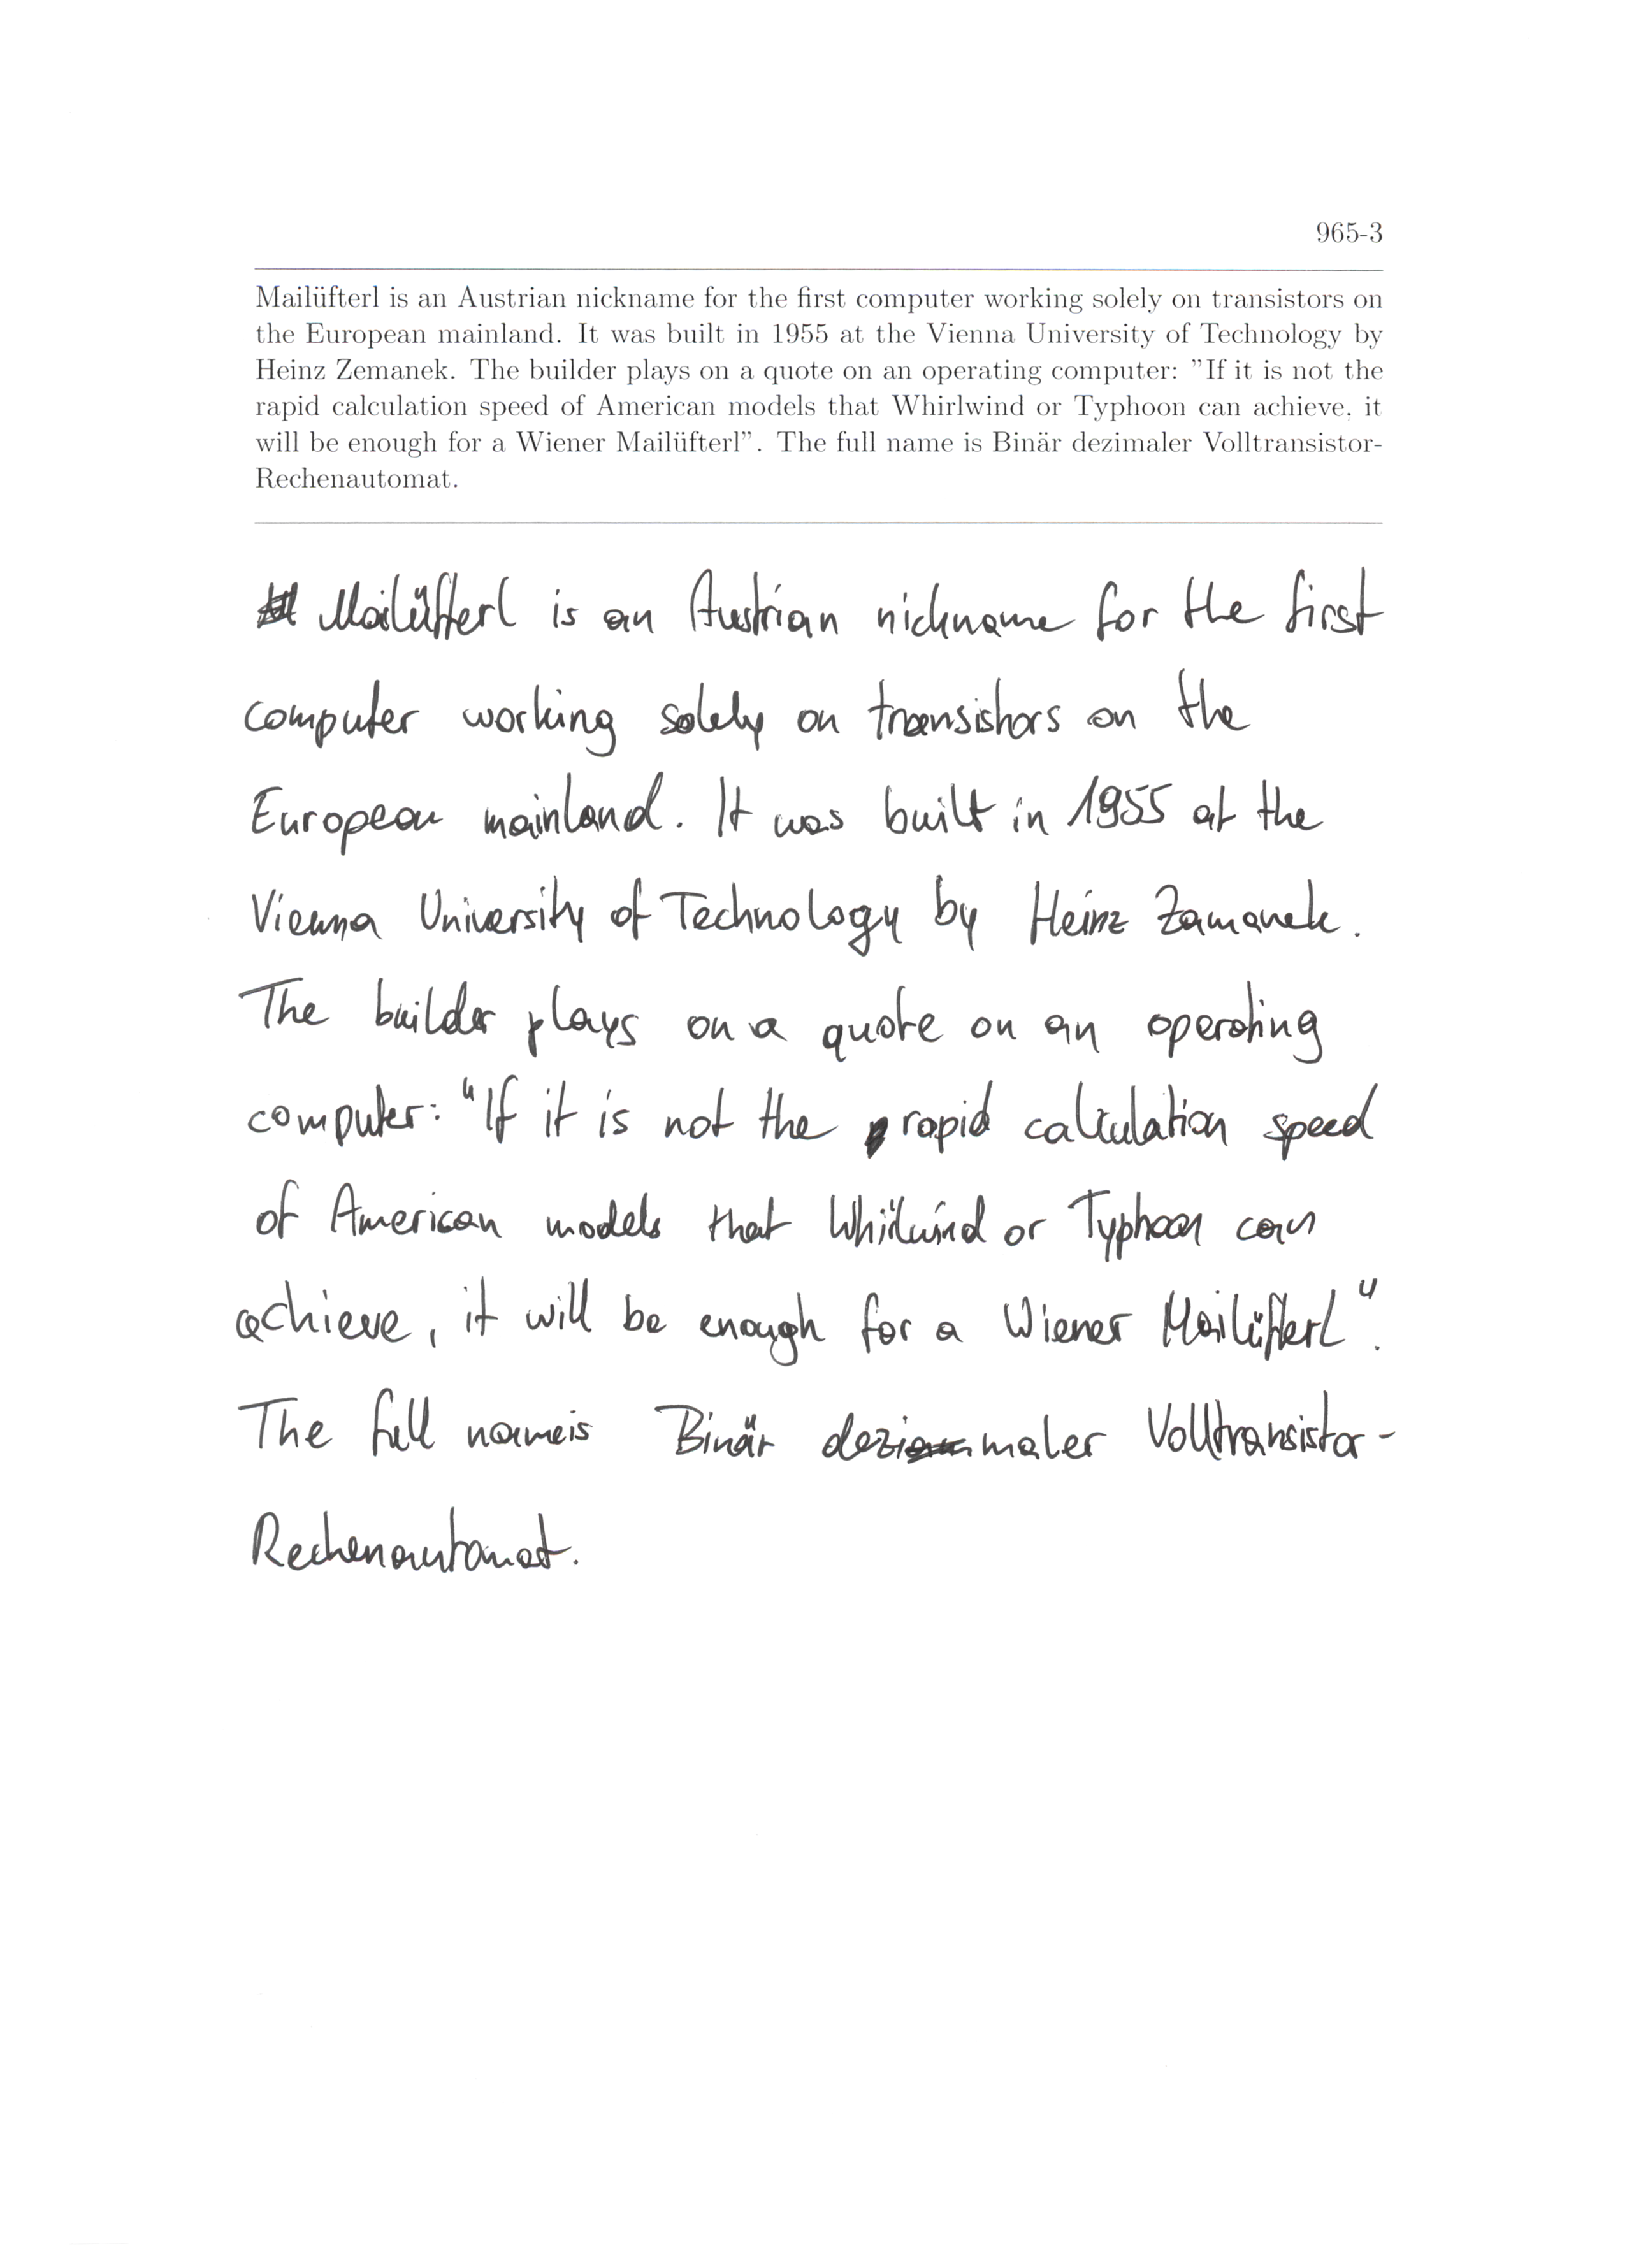 965-3
Mailüfterl is an Austrian nickname for the first computer working solely on transistors on
the European mainland. It was built in 1955 at the Vienna University of Technology by
Heinz Zemanek. The builder plays on a quote on an operating computer: ”If it is not the
rapid calculation speed of American models that Whirlwind or Typhoon can achieve, it
will be enough for a Wiener Mailüfterl”. The full name is Binär dezimaler Volltransistor-
Rechenautomat.
Mailüfterl is an Austrian nickname for the first
computer working solely on transistors on the
European mainland. It was built in 1955 at the
Vienna University of Technology by Heinz Zamanek.
The builder plays on a quote on an operating
computer: "If it is not the rapid calculation speed
of American models that Whirlwind or Typhoon can
achieve, it will be enough for a Wiener Mailüfterl".
The full name is Binär dezimaler Volltransistor-
Rechenautomat.